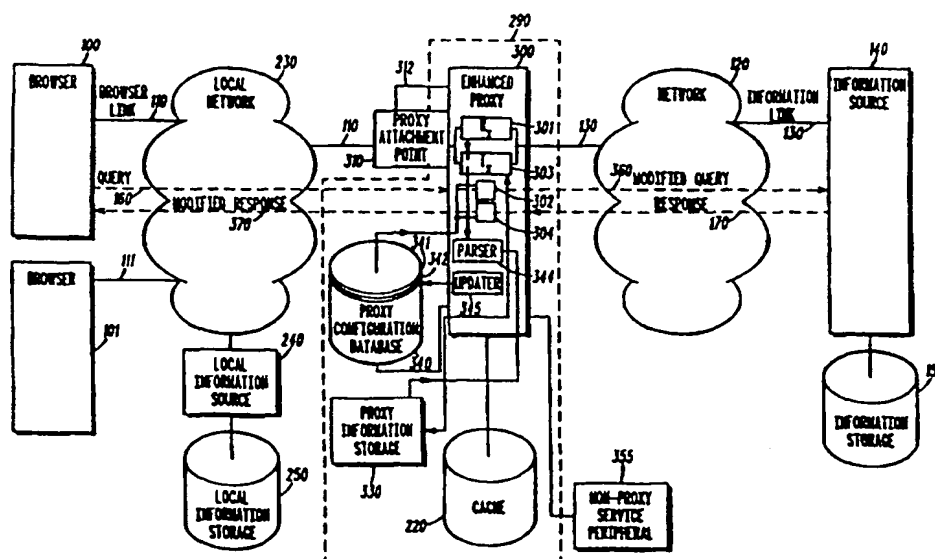 290
100
230
312
300
120
140
BROWSER
LOCAL
NETWORK
ENHANCED
PROXY
NETWORK
INFORMATION
SOURCE
BROWSER
LINK
110
PROXY
ATTACHMENT
POINT
301
INFORMATION
LINK
130
110
310
130
303
QUERY
160
360
MODIFIED QUERY
302
MODIFIED RESPONSE
370
RESPONSE
170
304
341
342
PARSER
344
BROWSER
111
UPDATER
345
101
PROXY
CONFIGURATION
DATABASE
340
240
LOCAL
INFORMATION
SOURCE
15
INFORMATION
STORAGE
PROXY
INFORMATION
STORAGE
330
250
LOCAL
INFORMATION
STORAGE
355
CACHE
220
NON-PROXY
SERVICE
PERIPHERAL